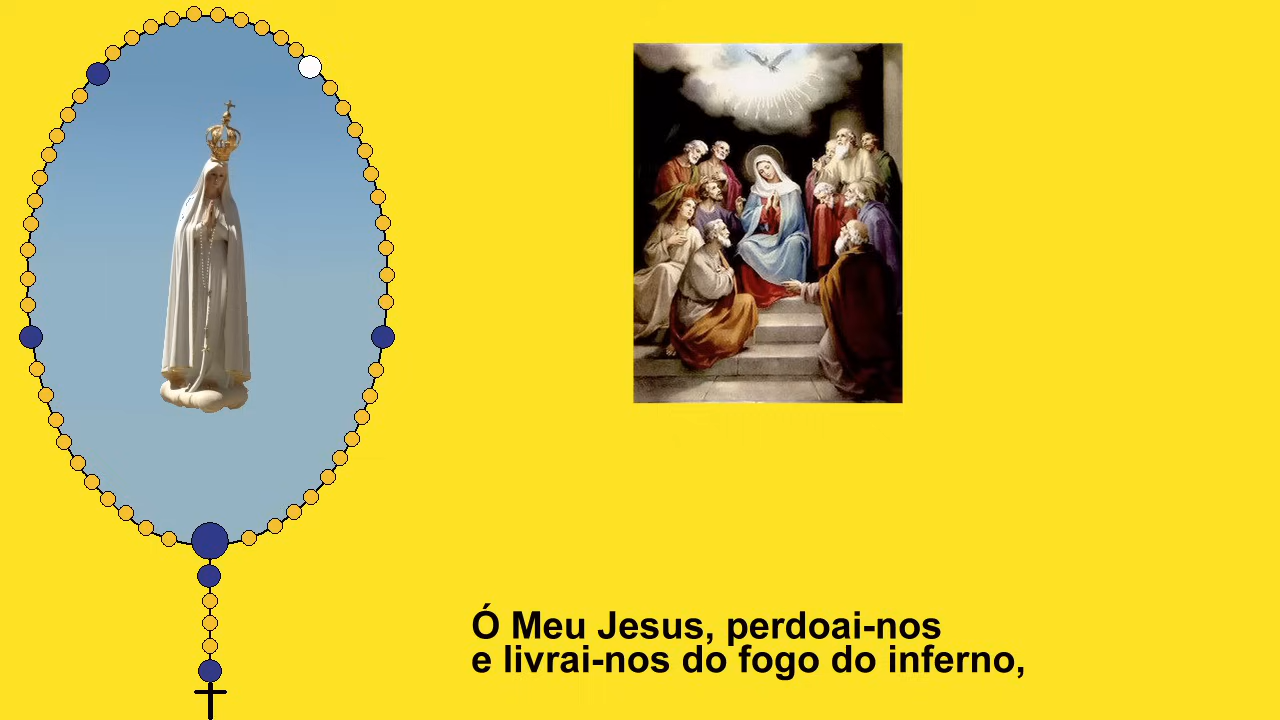 Ó Meu Jesus, perdoai-nos
e livrai-nos do fogo do inferno,